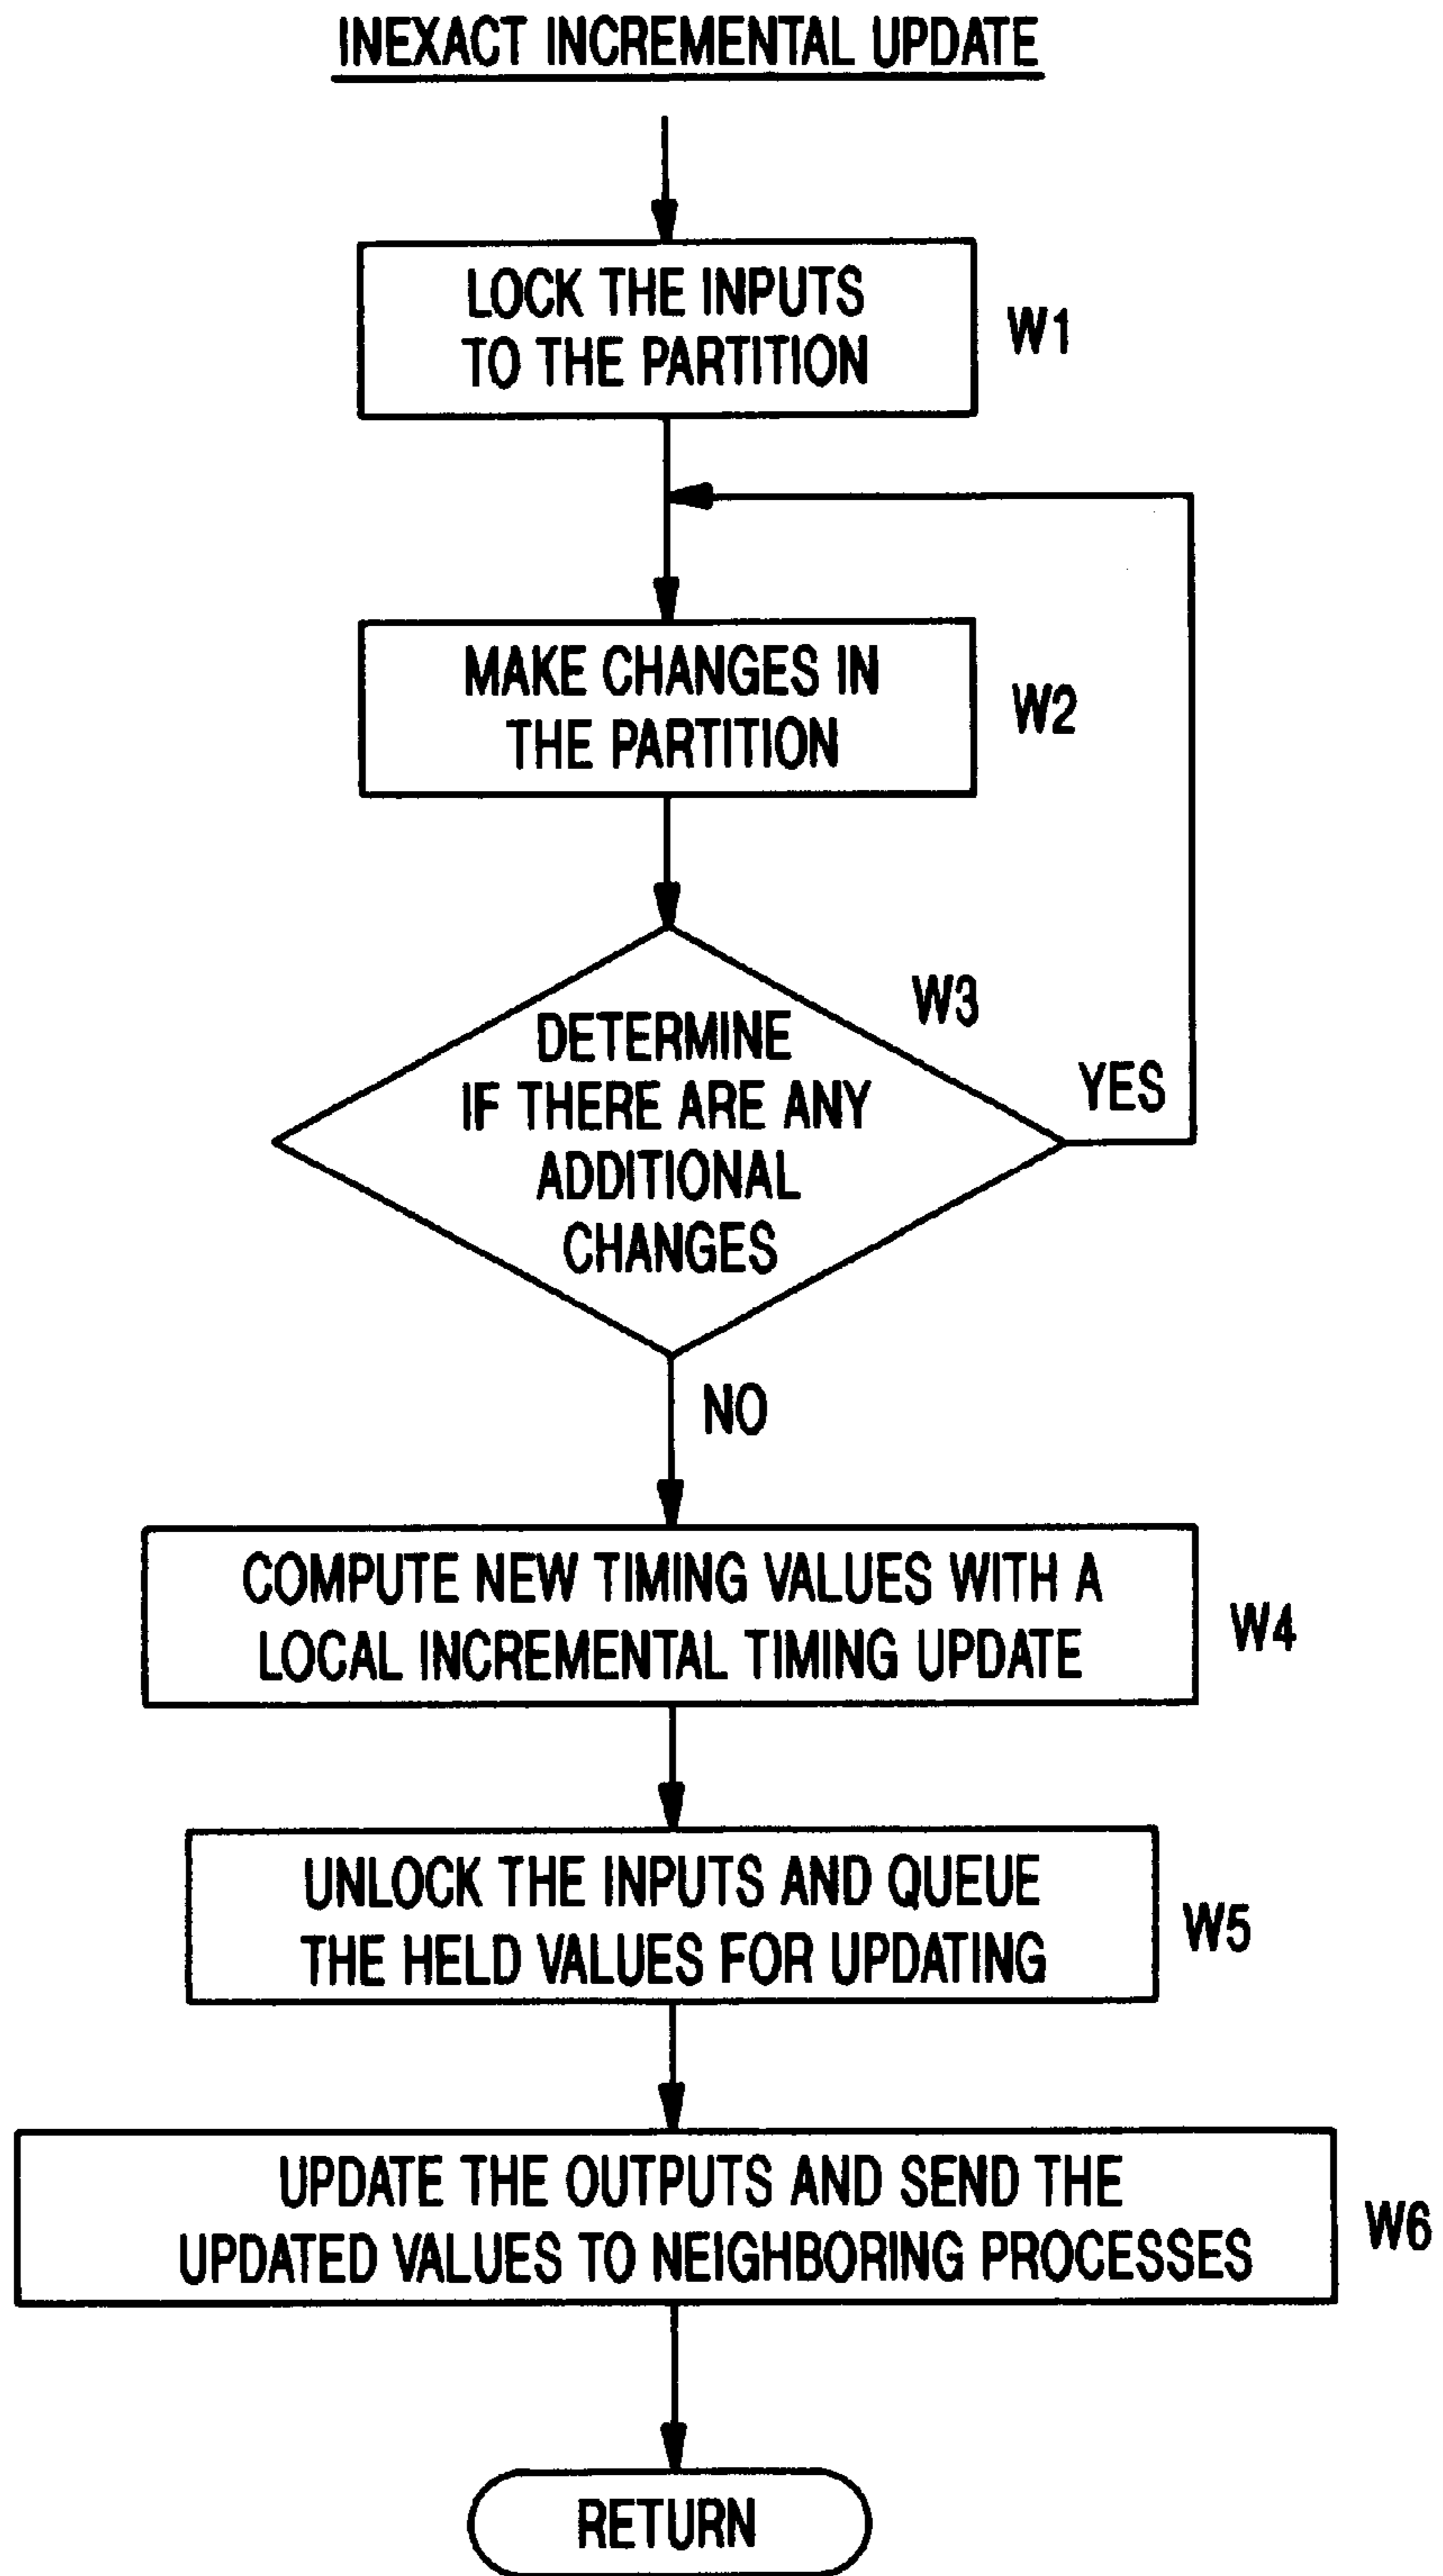 INEXACT INCREMENTAL UPDATE
LOCK THE INPUTS
TO THE PARTITION
W1
MAKE CHANGES IN
THE PARTITION
W2
W3
DETERMINE
IF THERE ARE ANY
ADDITIONAL
CHANGES
YES
NO
COMPUTE NEW TIMING VALUES WITH A
LOCAL INCREMENTAL TIMING UPDATE
W4
UNLOCK THE INPUTS AND QUEUE
THE HELD VALUES FOR UPDATING
W5
UPDATE THE OUTPUTS AND SEND THE
UPDATED VALUES TO NEIGHBORING PROCESSES
W6
RETURN